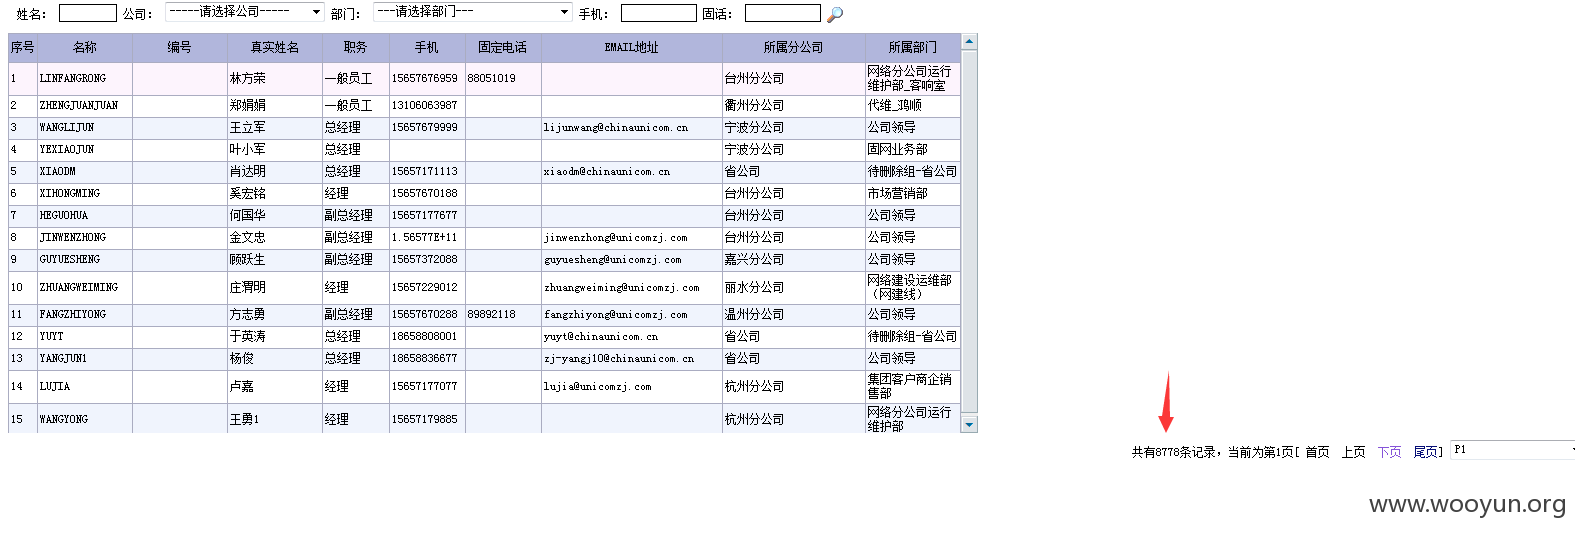 姓名： 公司： -----请选择公司----- 部门： ---请选择部门--- 手机： 固话：
序号 名称 编号 真实姓名 职务 手机 固定电话 EMAIL地址 所属分公司 所属部门
1 LINFANGRONG 林方荣 一般员工 15657676959 88051019 台州分公司 网络分公司运行
维护部_客响室
2 ZHENGJUANJUAN 郑娟娟 一般员工 13106063987 衢州分公司 代维_鸿顺
3 WANGLIJUN 王立军 总经理 15657679999 lijunwang@chinaunicom.cn 宁波分公司 公司领导
4 YEXIAOJUN 叶小军 总经理 宁波分公司 固网业务部
5 XIAODM 肖达明 总经理 15657171113 xiaodm@chinaunicom.cn 省公司 待删除组-省公司
6 XIHONGMING 奚宏铭 经理 15657670188 台州分公司 市场营销部
7 HEGUOHUA 何国华 副总经理 15657177677 台州分公司 公司领导
8 JINWENZHONG 金文忠 副总经理 1.56577E+11 jinwenzhong@unicomzj.com 台州分公司 公司领导
9 GUYUESHENG 顾跃生 副总经理 15657372088 guyuesheng@unicomzj.com 嘉兴分公司 公司领导
10 ZHUANGWEIMING 庄渭明 经理 15657229012 zhuangweiming@unicomzj.com 丽水分公司 网络建设运维部
（网建线）
11 FANGZHIYONG 方志勇 副总经理 15657670288 89892118 fangzhiyong@unicomzj.com 温州分公司 公司领导
12 YUYT 于英涛 总经理 18658808001 yuyt@chinaunicom.cn 省公司 待删除组-省公司
13 YANGJUN1 杨俊 总经理 18658836677 zj-yangj10@chinaunicom.cn 省公司 公司领导
14 LUJIA 卢嘉 经理 15657177077 lujia@unicomzj.com 杭州分公司 集团客户商企销
售部
15 WANGYONG 王勇1 经理 15657179885 杭州分公司 网络分公司运行
维护部
共有8778条记录，当前为第1页[ 首页 上页 下页 尾页] P1
www.wooyun.org